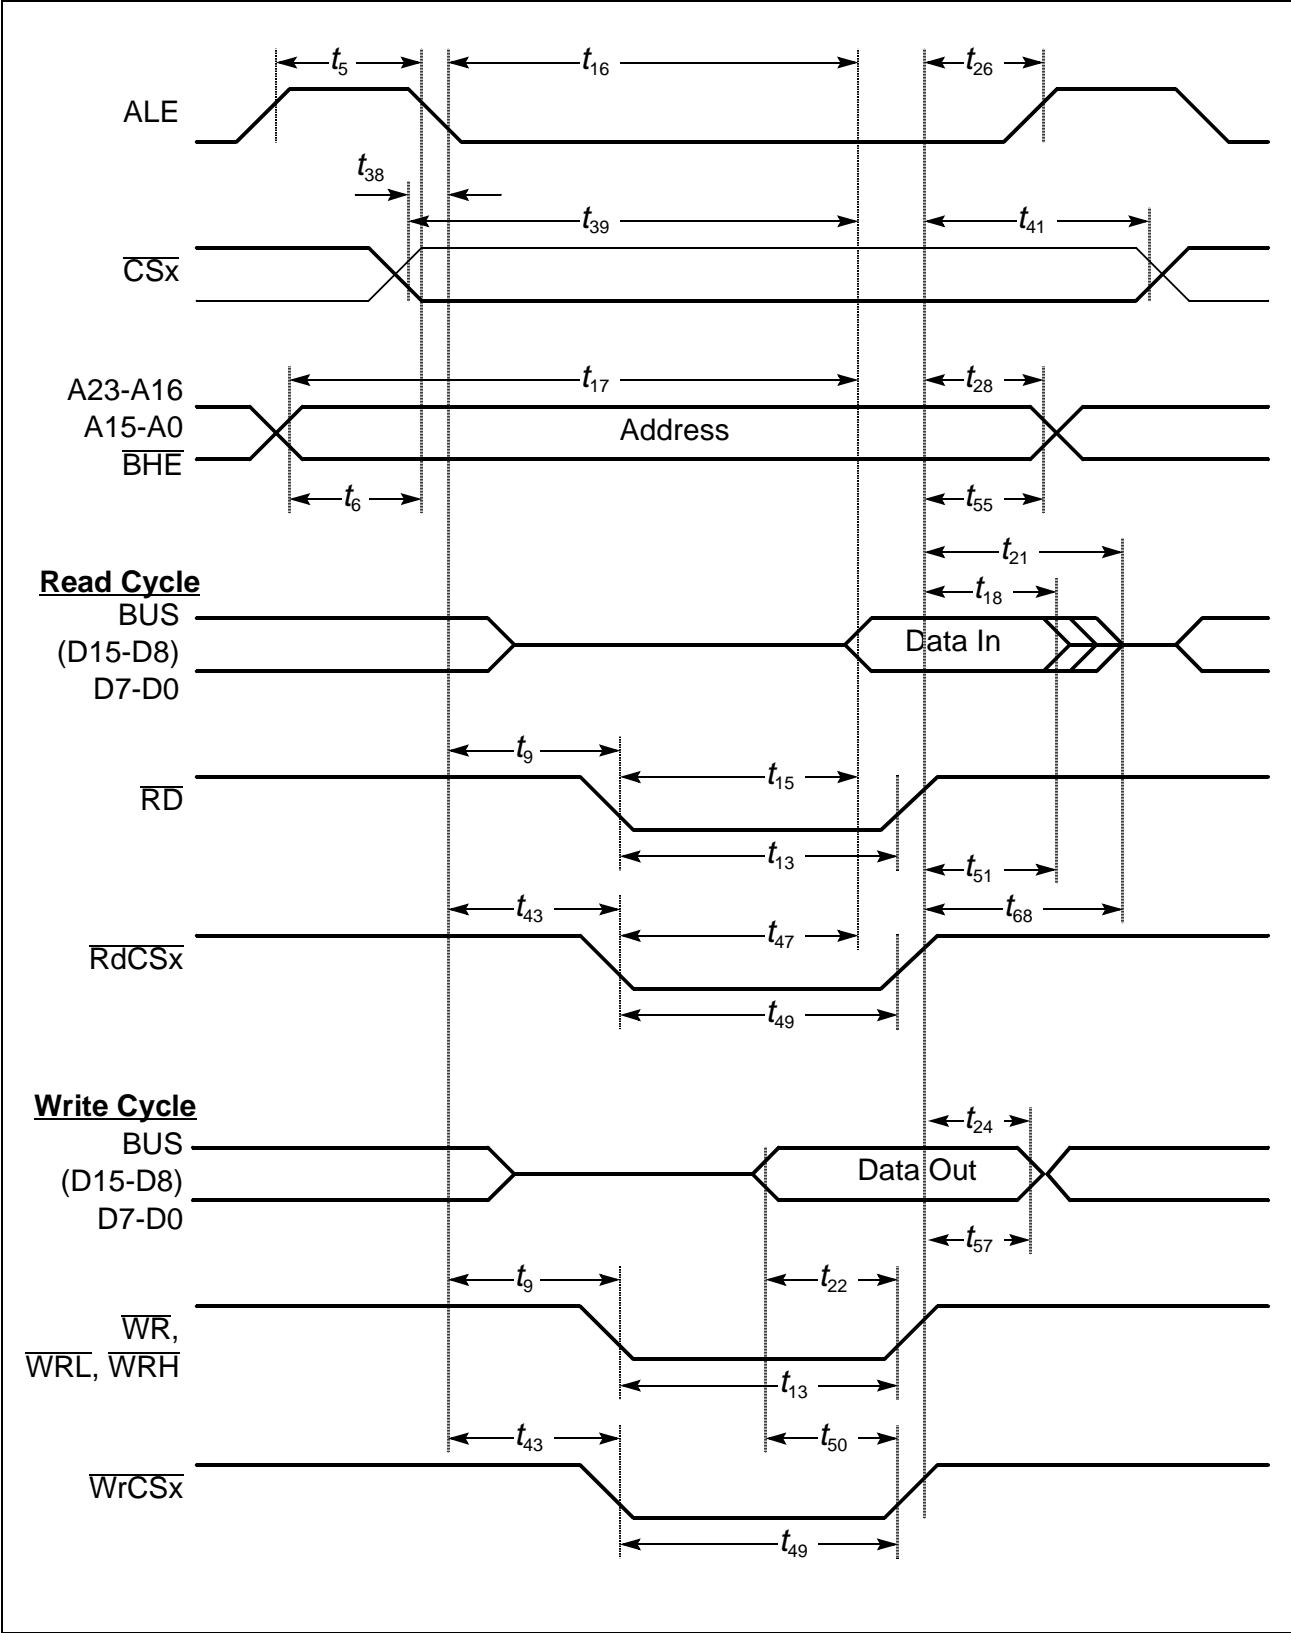 t5 t16 t26
ALE
t38
t39 t41
CSx
t17 t28
A23-A16
A15-A0
Address
BHE
t6 t55
t21
Read Cycle
t18
BUS
Data In
(D15-D8)
D7-D0
t9
t15
RD
t13
t51
t43 t68
t47
RdCSx
t49
Write Cycle
t24
BUS
Data Out
(D15-D8)
D7-D0
t57
t9 t22
WR,
WRL, WRH
t13
t43 t50
WrCSx
t49